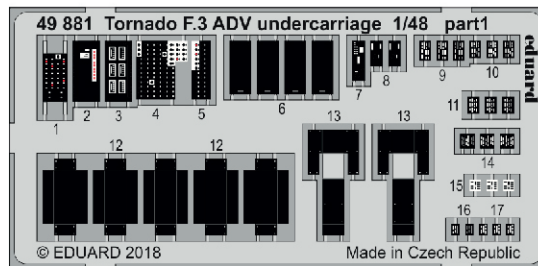 49 881 Tornado F.3 ADV undercarriage 1/48 part1
eduard
1 2 3 4 5 6 7 8 9 10
11
12 12 13 13 14
15
16 17
© EDUARD 2018 Made in Czech Republic